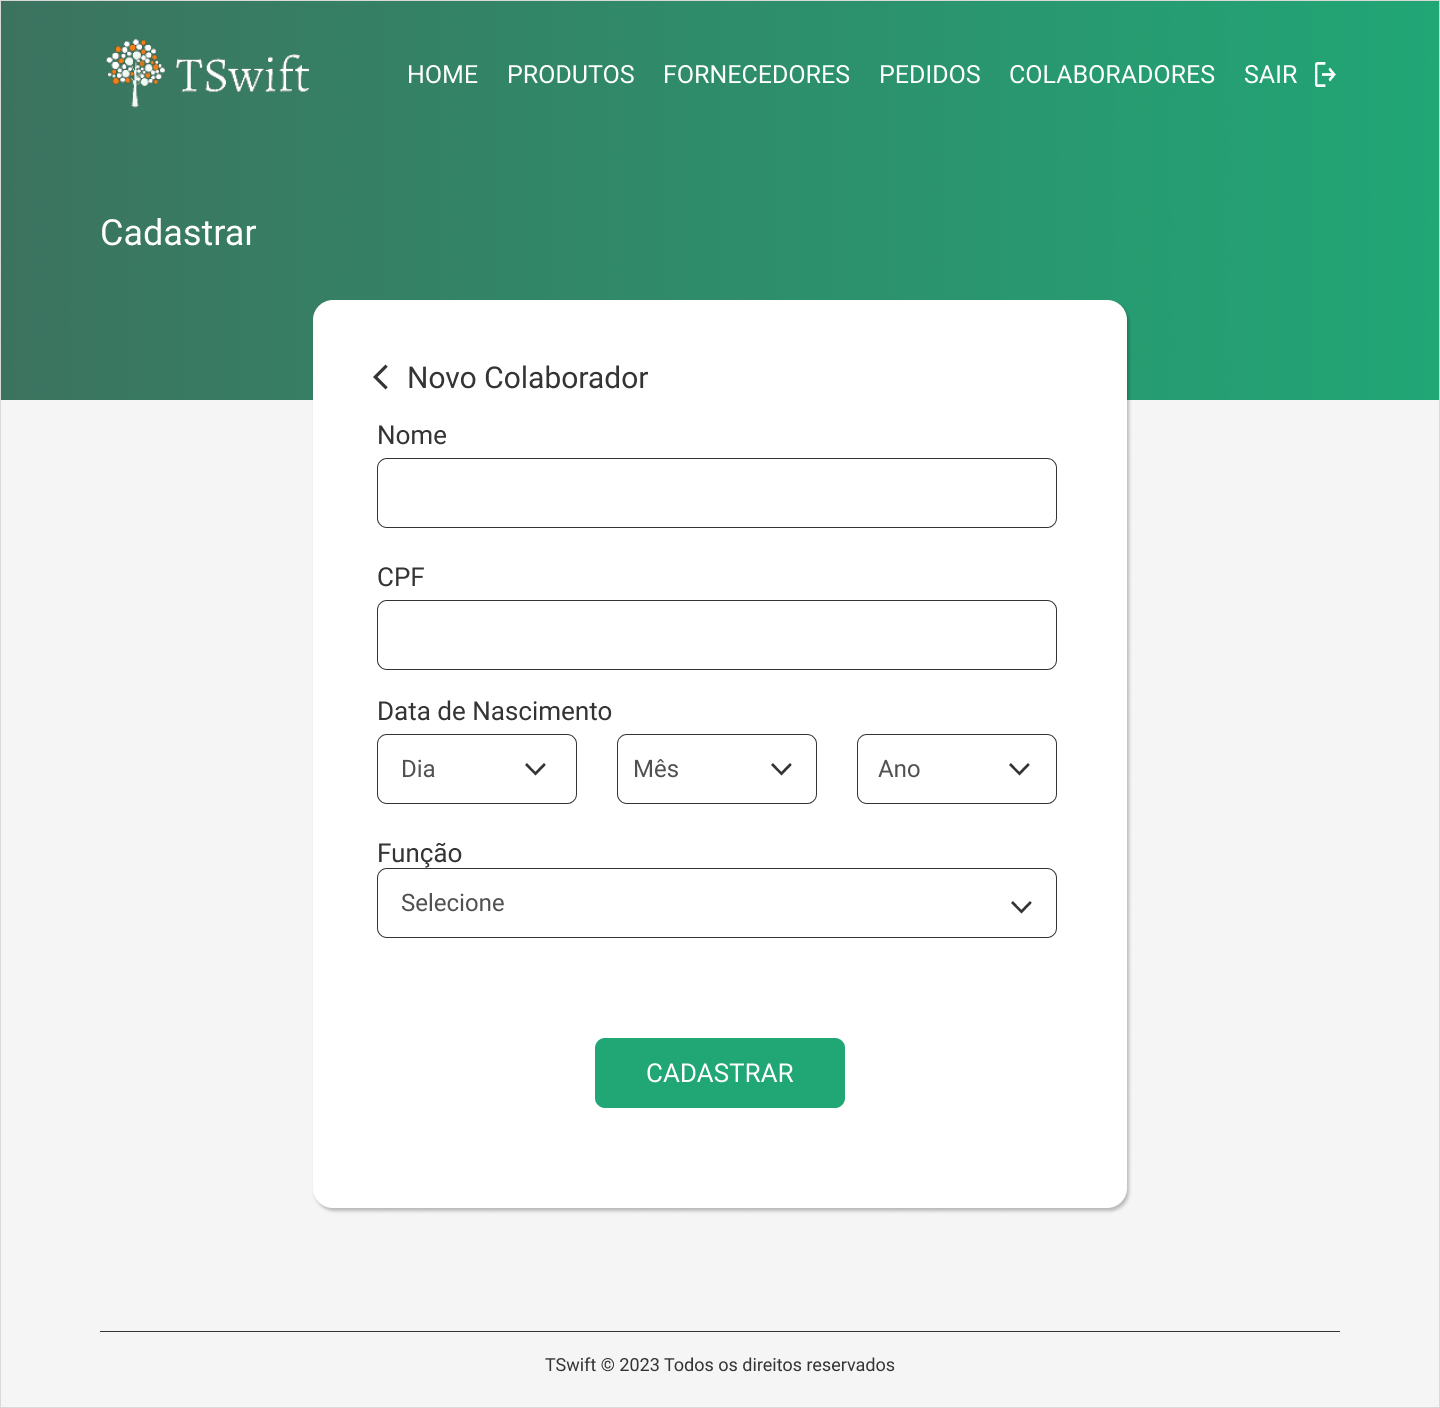 TSwift
HOME PRODUTOS FORNECEDORES PEDIDOS COLABORADORES SAIR
Cadastrar
Novo Colaborador
Nome
CPF
Data de Nascimento
Dia Mês Ano
Função
Selecione
CADASTRAR
TSwift © 2023 Todos os direitos reservados